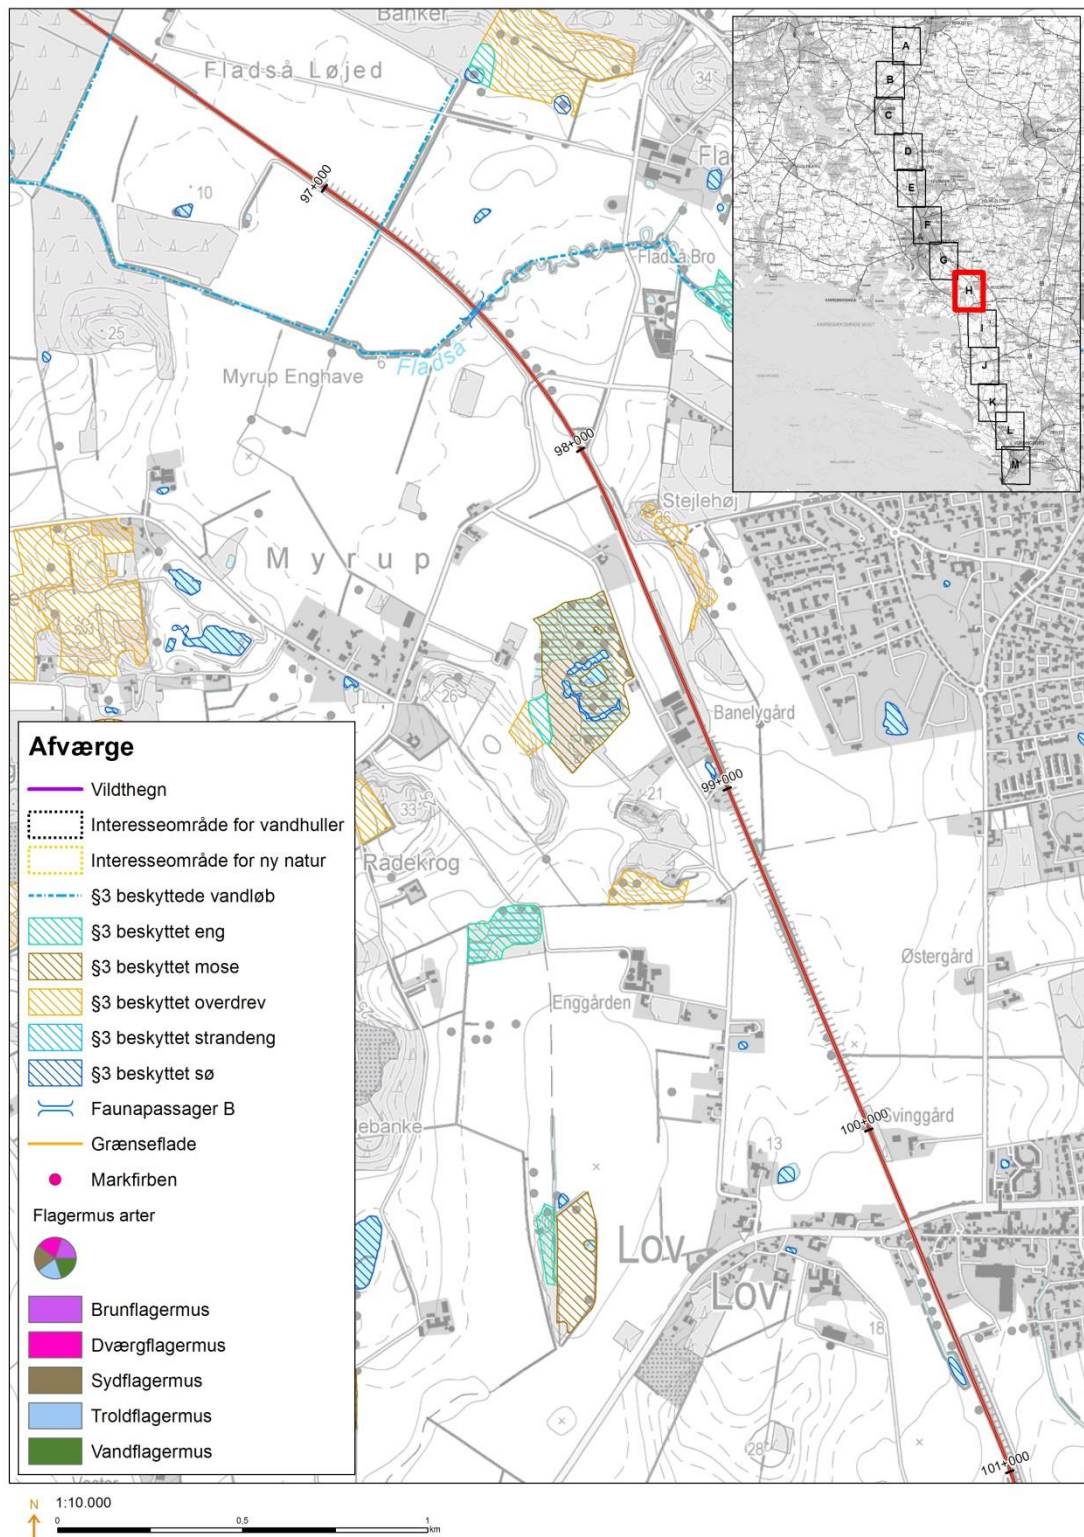 Banker
Fladså Løjed
34
97+000
10
Fladså Bro
25
6
Fladså
Myrup Enghave
98+000
Stejlehøj
Myrup
26
Banelygård
99+000
21
33
Rådekrog
Østergård
Enggården
100+000
Svinggård
13
Lov
Lov
18
28
101+000
A
B
C
D
E
F
G
H
I
J
K
L
M
Afværge
Vildthegn
Interesseområde for vandhuller
Interesseområde for ny natur
§3 beskyttede vandløb
§3 beskyttet eng
§3 beskyttet mose
§3 beskyttet overdrev
§3 beskyttet strandeng
§3 beskyttet sø
Faunapassager B
Grænseflade
Markfirben
Flagermus arter
Brunflagermus
Dværgflagermus
Sydflagermus
Troldflagermus
Vandflagermus
N
1:10.000
0 0,5 1
km